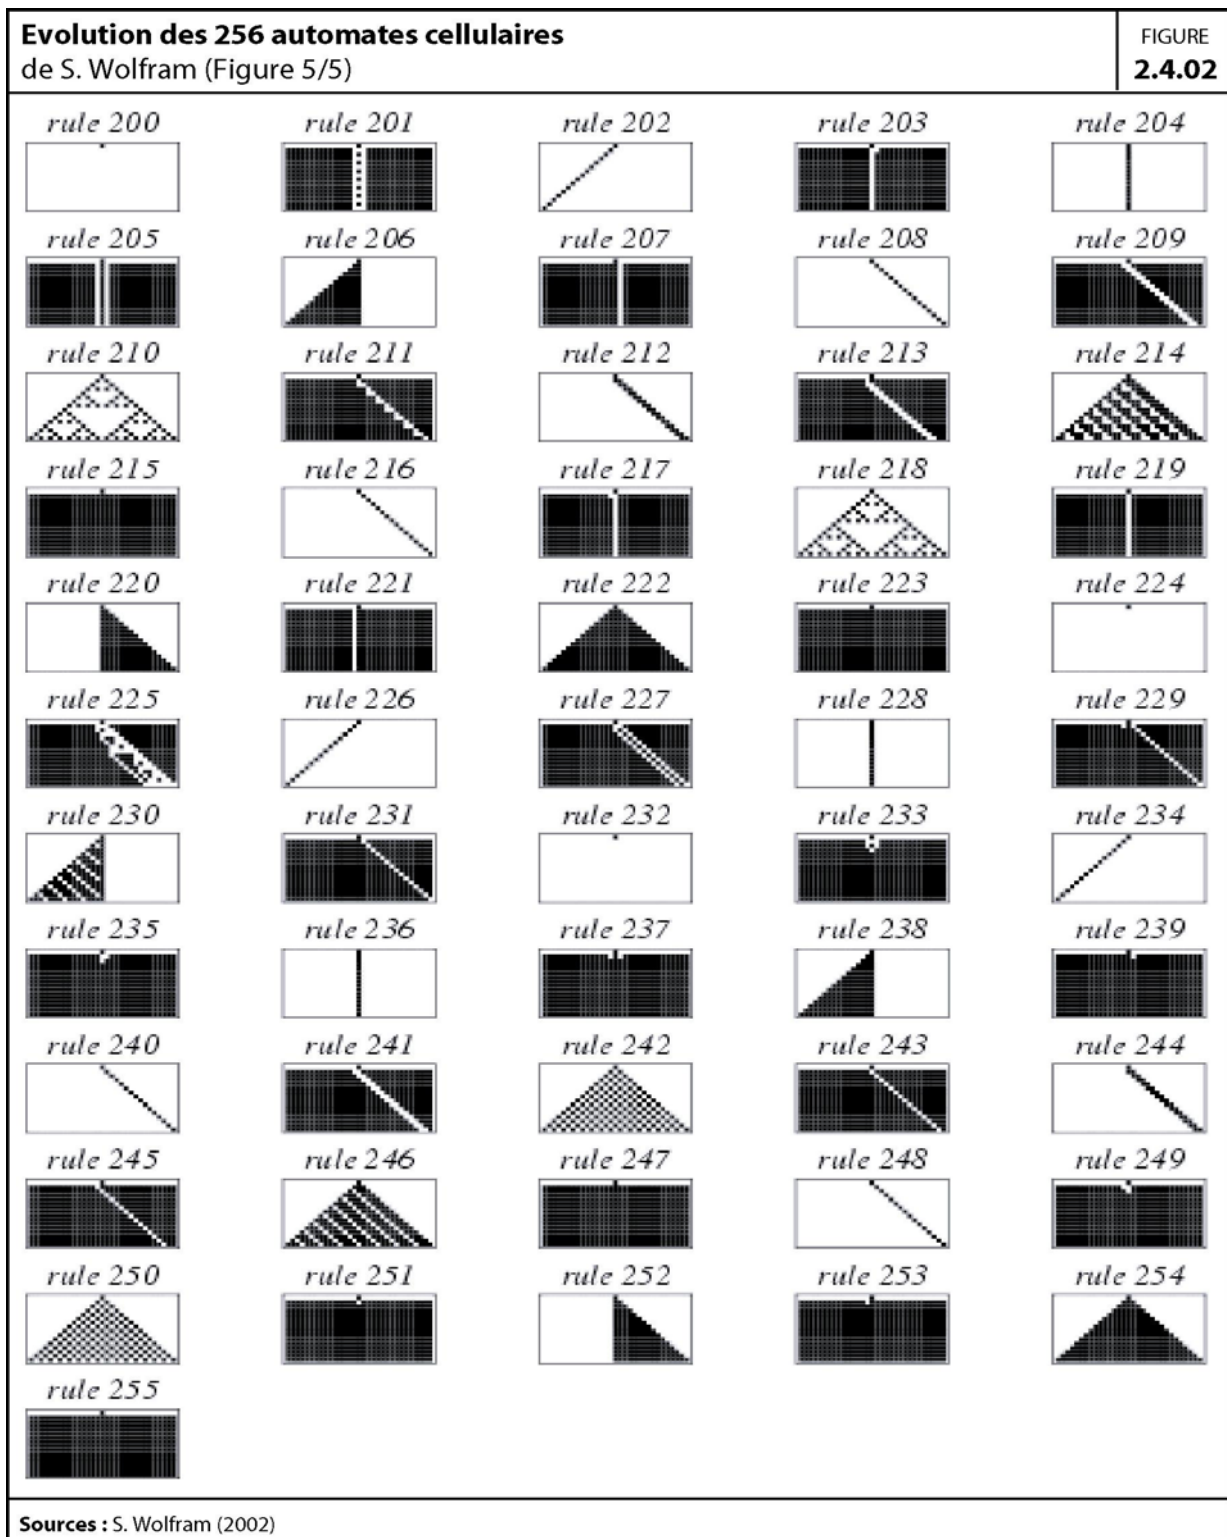 Evolution des 256 automates cellulaires
de S. Wolfram (Figure 5/5)
FIGURE
2.4.02
rule 200 rule 201 rule 202 rule 203 rule 204
rule 205 rule 206 rule 207 rule 208 rule 209
rule 210 rule 211 rule 212 rule 213 rule 214
rule 215 rule 216 rule 217 rule 218 rule 219
rule 220 rule 221 rule 222 rule 223 rule 224
rule 225 rule 226 rule 227 rule 228 rule 229
rule 230 rule 231 rule 232 rule 233 rule 234
rule 235 rule 236 rule 237 rule 238 rule 239
rule 240 rule 241 rule 242 rule 243 rule 244
rule 245 rule 246 rule 247 rule 248 rule 249
rule 250 rule 251 rule 252 rule 253 rule 254
rule 255
Sources : S. Wolfram (2002)